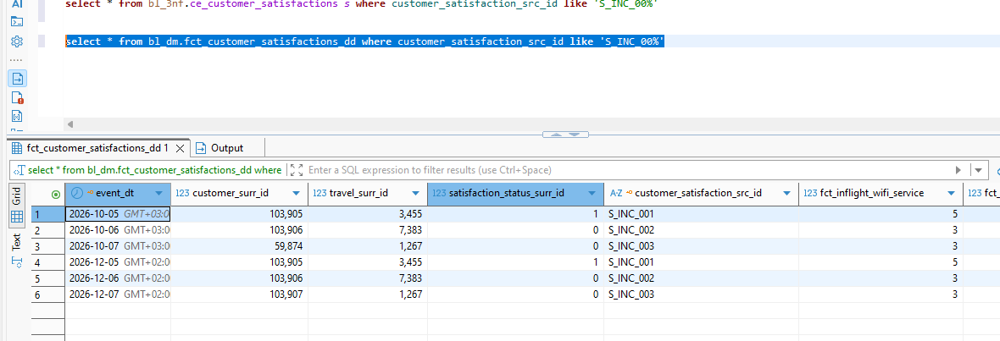 select * from bl_3nf.ce_customer_satisfactions s where customer_satisfaction_src_id like 'S_INC_00%'
AI
select * from bl_dm.fct_customer_satisfactions_dd where customer_satisfaction_src_id like 'S_INC_00%'
fct_customer_satisfactions_dd 1
Output
select * from bl_dm.fct_customer_satisfactions_dd where
Enter a SQL expression to filter results (use Ctrl+Space)
Grid
Text
event_dt 123 customer_surr_id 123 travel_surr_id 123 satisfaction_status_surr_id A-Z customer_satisfaction_src_id 123 fct_inflight_wifi_service 123 fct_
1 2026-10-05 GMT+03:0 103,905 3,455 1 S_INC_001 5
2 2026-10-06 GMT+03:0 103,906 7,383 0 S_INC_002 3
3 2026-10-07 GMT+03:0 59,874 1,267 0 S_INC_003 3
4 2026-12-05 GMT+02:0 103,905 3,455 1 S_INC_001 5
5 2026-12-06 GMT+02:0 103,906 7,383 0 S_INC_002 3
6 2026-12-07 GMT+02:0 103,907 1,267 0 S_INC_003 3